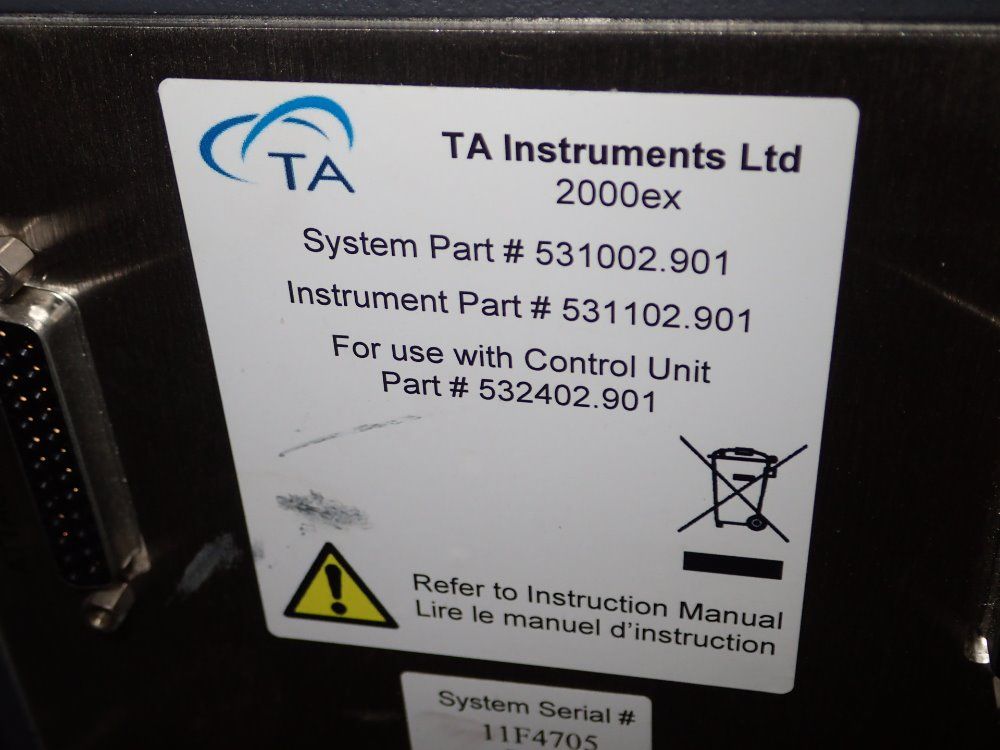 TA
TA Instruments Ltd
2000ex
System Part # 531002.901
Instrument Part # 531102.901
For use with Control Unit
Part # 532402.901
Refer to Instruction Manual
Lire le manuel d'instruction
System Serial #
11F4705